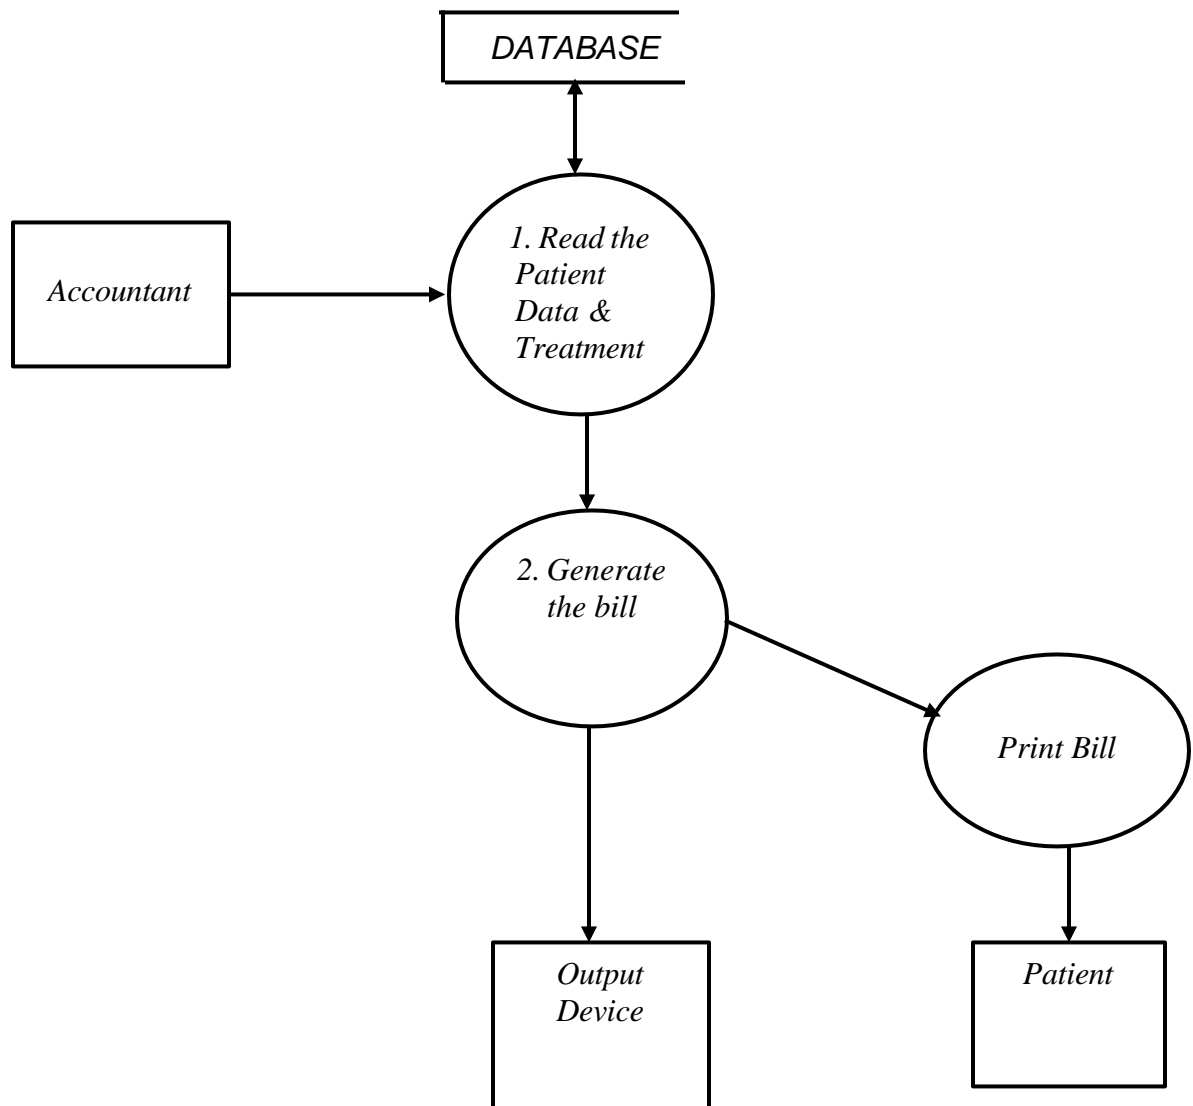 DATABASE
1. Read the
Patient
Data &
Treatment
Accountant
2. Generate
the bill
Print Bill
Output
Device
Patient